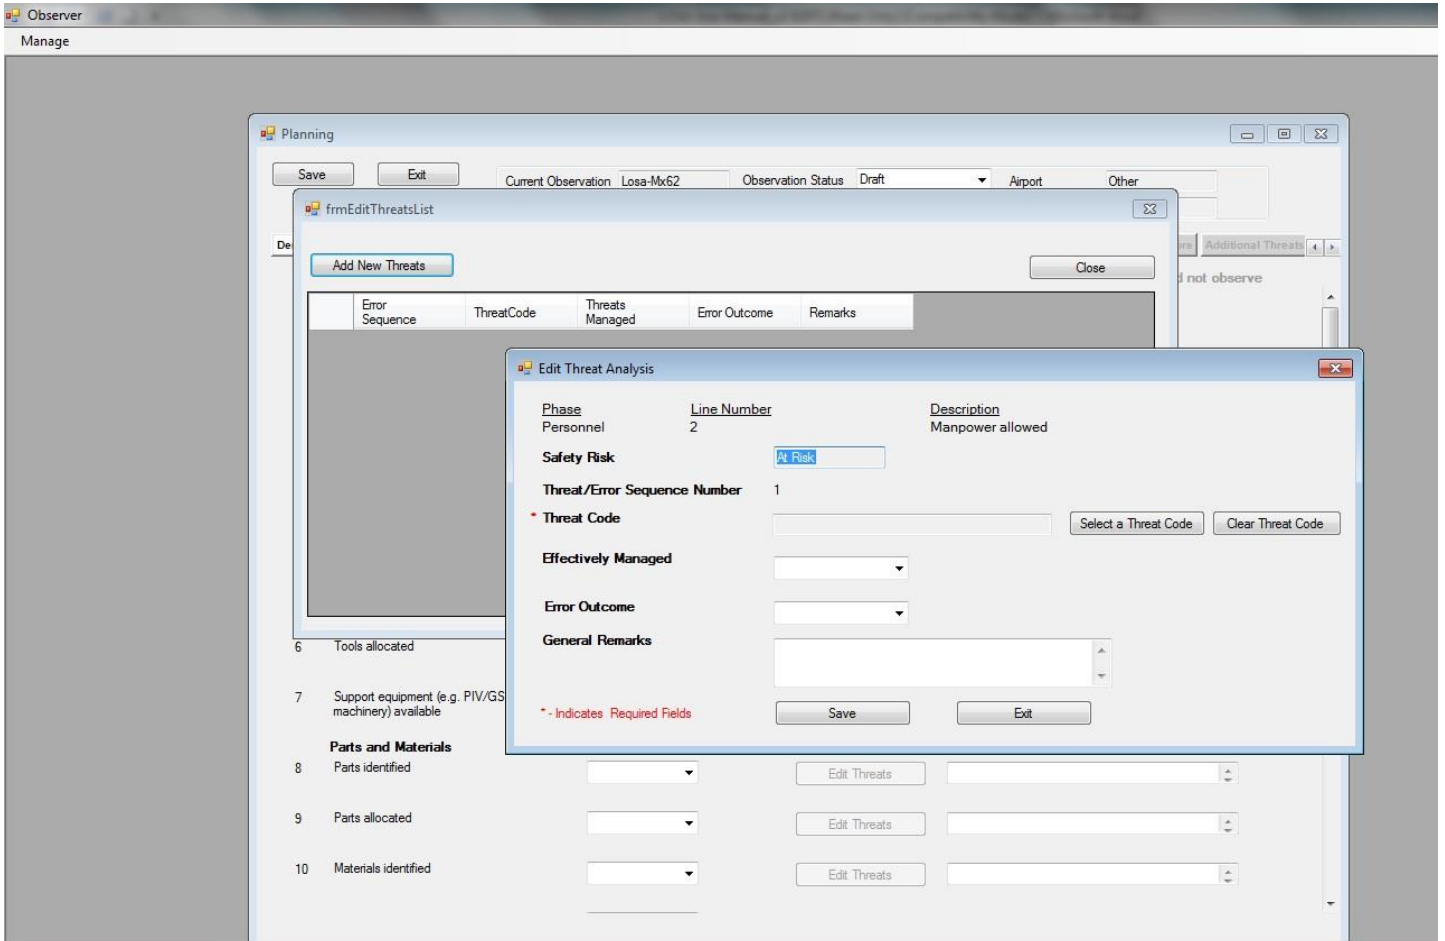 Observer
Manage
Planning
Save Exit Current Observation Losa-Mx62 Observation Status Draft Airport Other
frmEditThreatsList
De Additional Threats
Add New Threats Close d not observe
Error Sequence ThreatCode Threats Managed Error Outcome Remarks
Edit Threat Analysis
Phase Line Number Description
Personnel 2 Manpower allowed
Safety Risk At Risk
Threat/Error Sequence Number 1
* Threat Code Select a Threat Code Clear Threat Code
Effectively Managed
Error Outcome
General Remarks
* - Indicates Required Fields Save Exit
6 Tools allocated
7 Support equipment (e.g. PIV/GS
machinery) available
Parts and Materials
8 Parts identified Edit Threats
9 Parts allocated Edit Threats
10 Materials identified Edit Threats